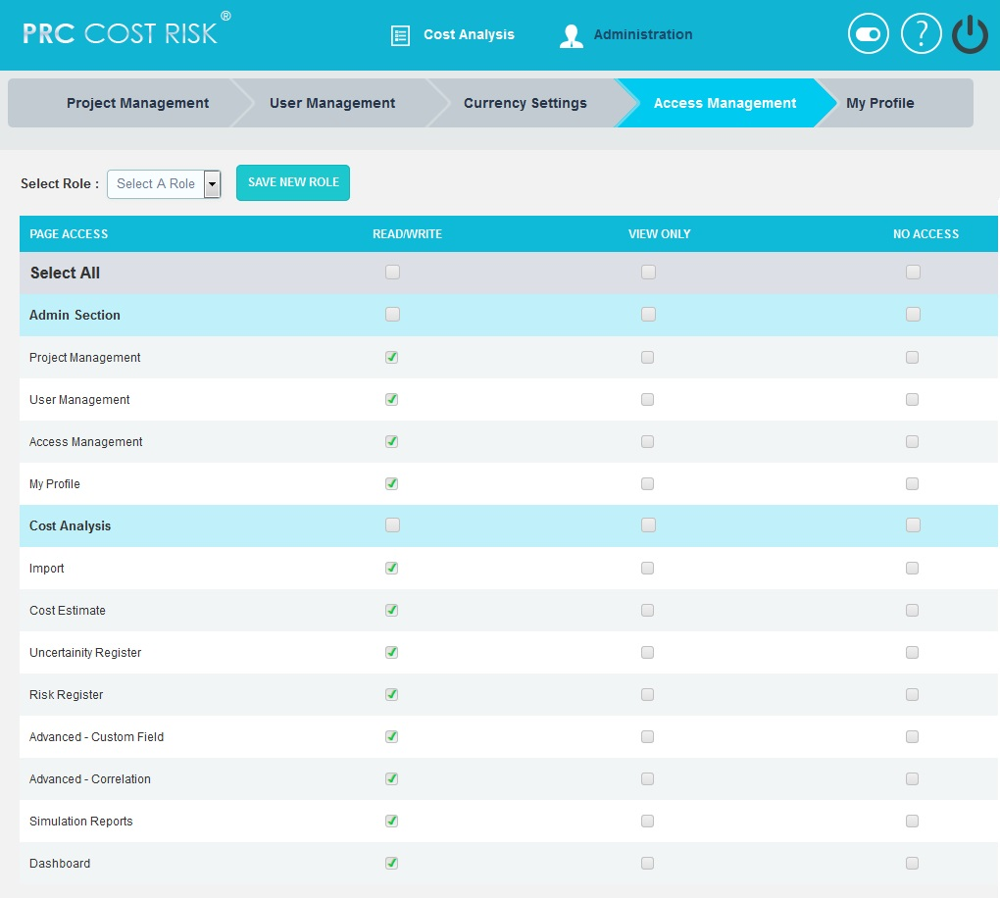 PRC COST RISK®
Cost Analysis
Administration
?
Project Management
User Management
Currency Settings
Access Management
My Profile
Select Role :
Select A Role
SAVE NEW ROLE
PAGE ACCESS READ/WRITE VIEW ONLY NO ACCESS
Select All
Admin Section
Project Management
User Management
Access Management
My Profile
Cost Analysis
Import
Cost Estimate
Uncertainity Register
Risk Register
Advanced - Custom Field
Advanced - Correlation
Simulation Reports
Dashboard